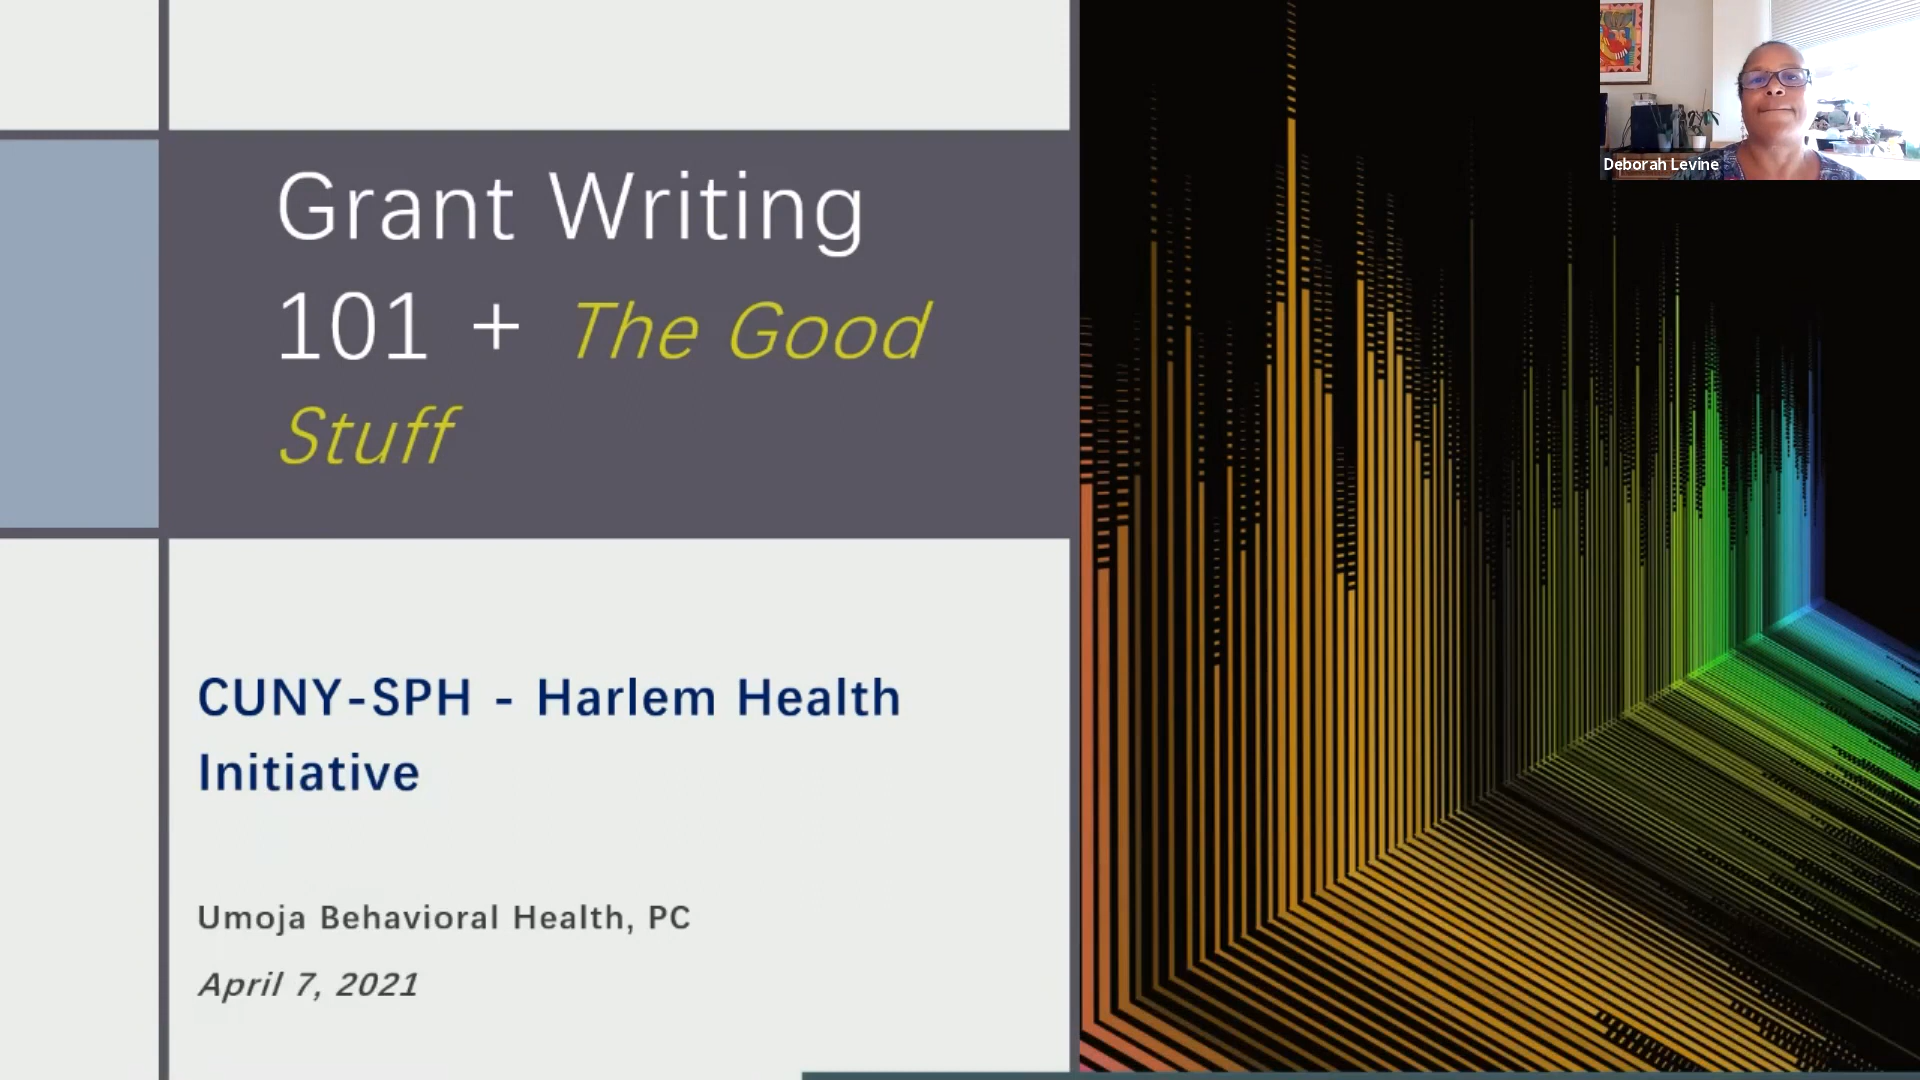 Grant Writing
101 + The Good
Stuff
CUNY-SPH - Harlem Health
Initiative
Umoja Behavioral Health, PC
April 7, 2021
Deborah Levine